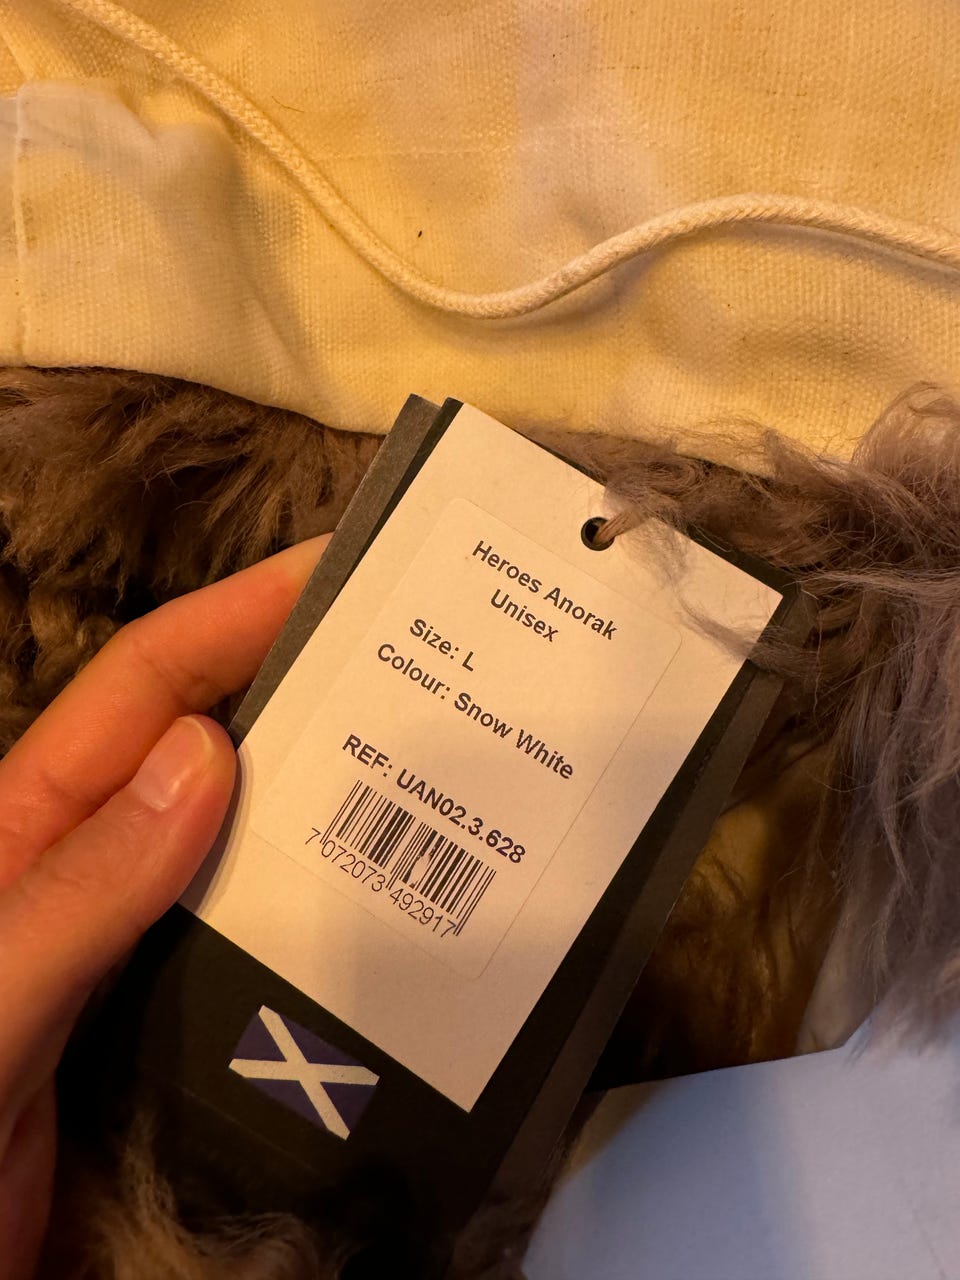 Heroes Anorak
Unisex
Size: L
Colour: Snow White
REF: UAN02.3.628
7 072073 492917